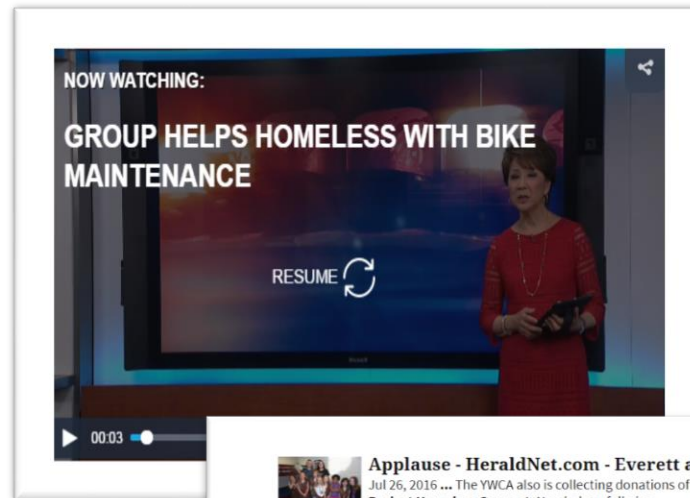 NOW WATCHING:
GROUP HELPS HOMELESS WITH BIKE
MAINTENANCE
RESUME
00:03
Applause - HeraldNet.com - Everett a
Jul 26, 2016 ... The YWCA also is collecting donations of